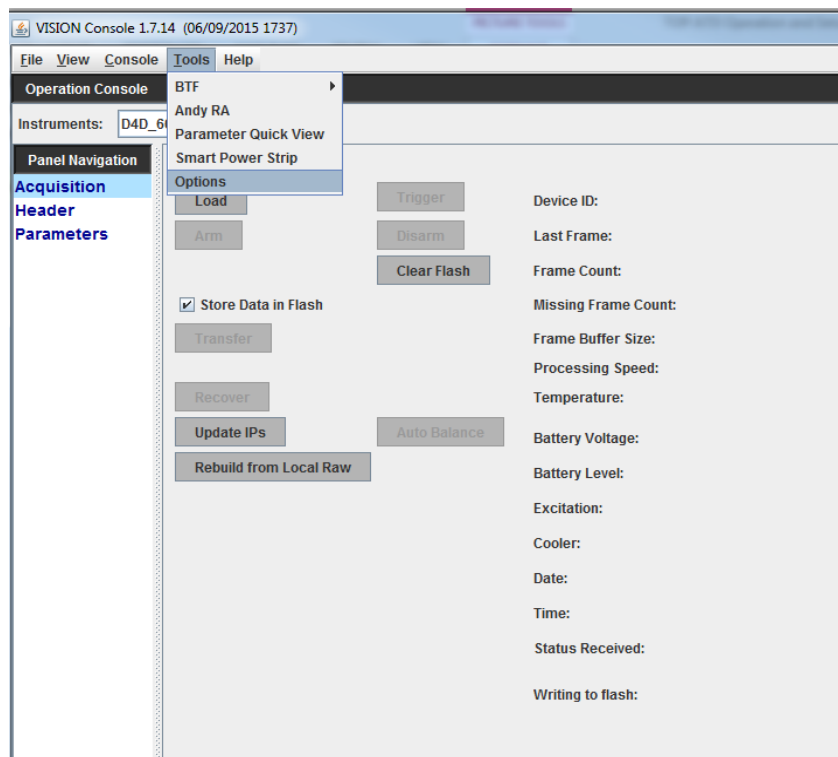 VISION Console 1.7.14 (06/09/2015 1737)
File View Console Tools Help
Operation Console
BTF
Andy RA
Parameter Quick View
Smart Power Strip
Options
Instruments: D4D_6
Panel Navigation
Acquisition
Header
Parameters
Load Trigger Device ID:
Arm Disarm Last Frame:
Clear Flash Frame Count:
Store Data in Flash Missing Frame Count:
Transfer Frame Buffer Size:
Processing Speed:
Recover Temperature:
Update IPs Auto Balance Battery Voltage:
Rebuild from Local Raw Battery Level:
Excitation:
Cooler:
Date:
Time:
Status Received:
Writing to flash: